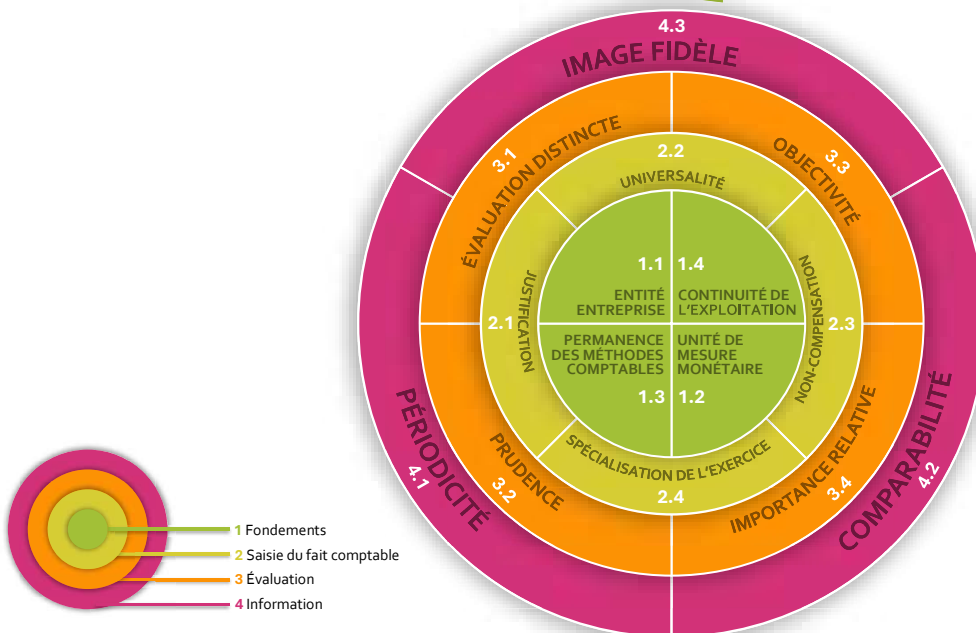 4.3
IMAGE FIDÈLE
3.1
ÉVALUATION DISTINCTE
3.3
OBJECTIVITÉ
2.2
UNIVERSALITÉ
1.1
ENTITÉ
ENTREPRISE
1.4
CONTINUITÉ DE
L'EXPLOITATION
2.1
JUSTIFICATION
2.3
NON-COMPENSATION
PERMANENCE
DES MÉTHODES
COMPTABLES
1.3
UNITÉ DE
MESURE
MONÉTAIRE
1.2
SPÉCIALISATION DE L'EXERCICE
2.4
PRUDENCE
3.2
IMPORTANCE RELATIVE
3.4
PÉRIODICITÉ
4.1
COMPARABILITÉ
4.2
1 Fondements
2 Saisie du fait comptable
3 Évaluation
4 Information